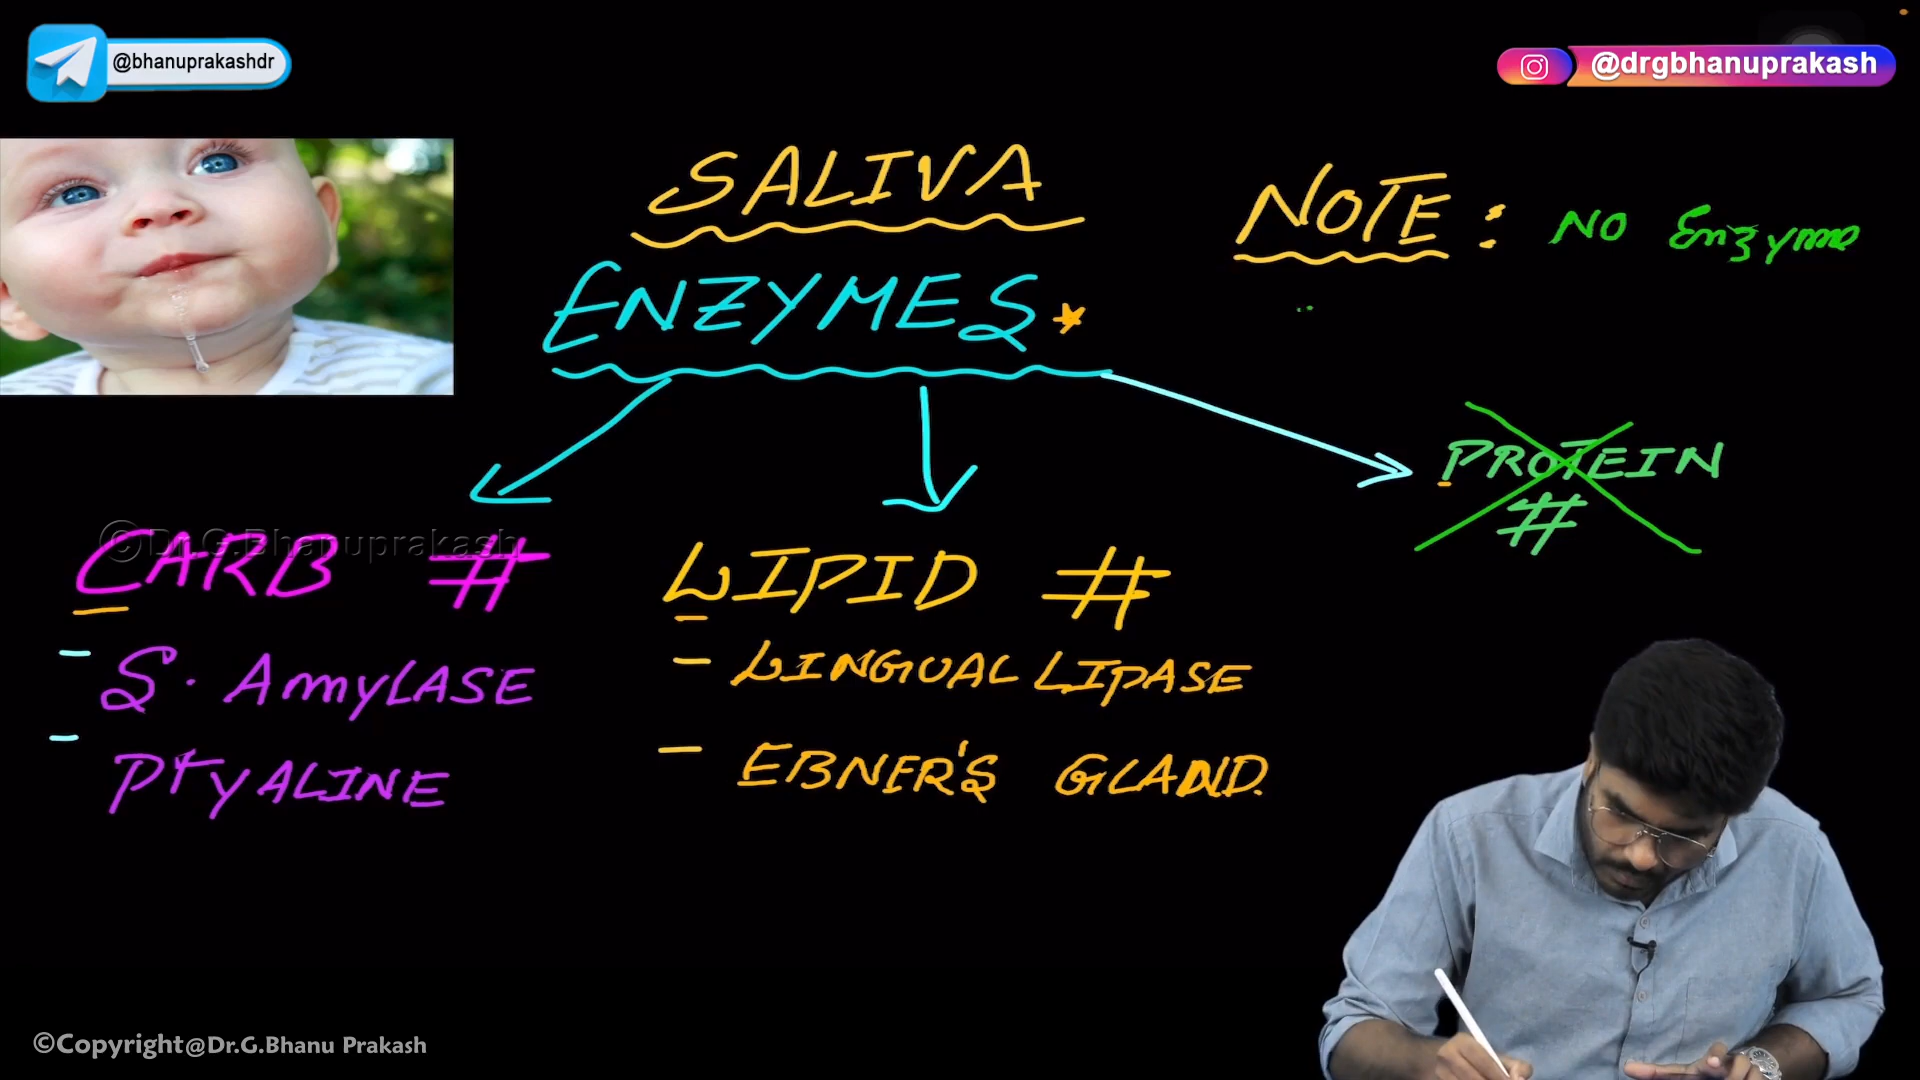 @bhanuprakashdr
@drgbhanuprakash
SALIVA
NOTE : NO Enzyme
ENZYMES
PROTEIN
#
©Dr.G.Bhanuprakash
CARB #
LIPID #
- S. AmyLASE
- LINGUAL LIPASE
- PtyALINE
- EBNER'S GLAND.
©Copyright@Dr.G.Bhanu Prakash